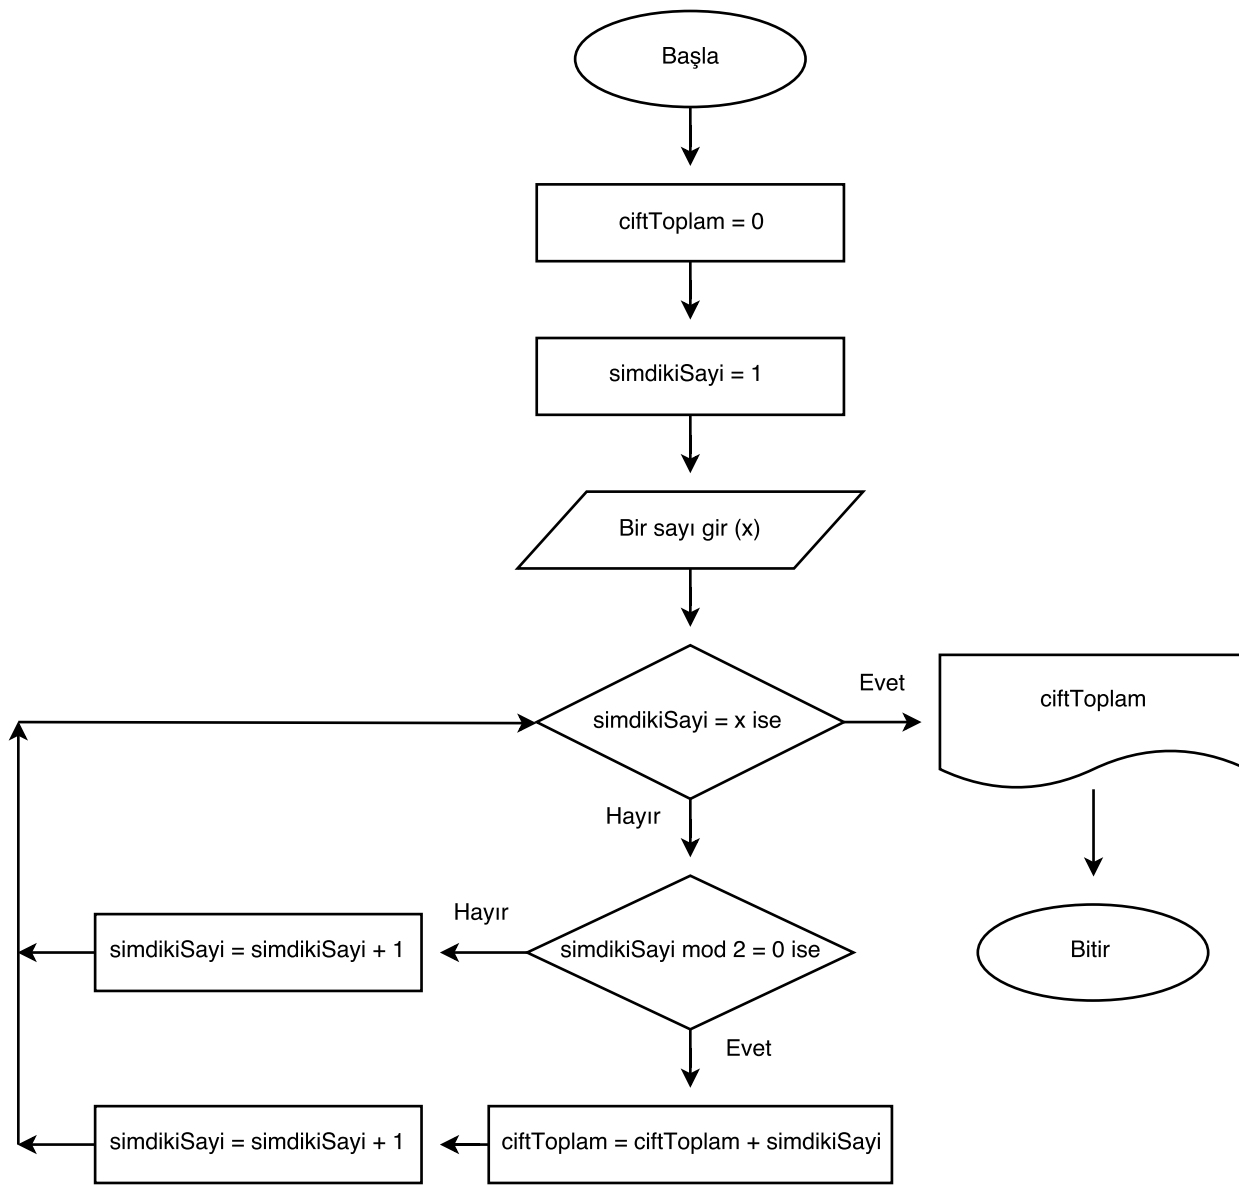 Başla
ciftToplam = 0
simdikiSayi = 1
Bir sayı gir (x)
simdikiSayi = x ise
Evet
ciftToplam
Hayır
simdikiSayi mod 2 = 0 ise
Hayır
simdikiSayi = simdikiSayi + 1
Bitir
Evet
ciftToplam = ciftToplam + simdikiSayi
simdikiSayi = simdikiSayi + 1